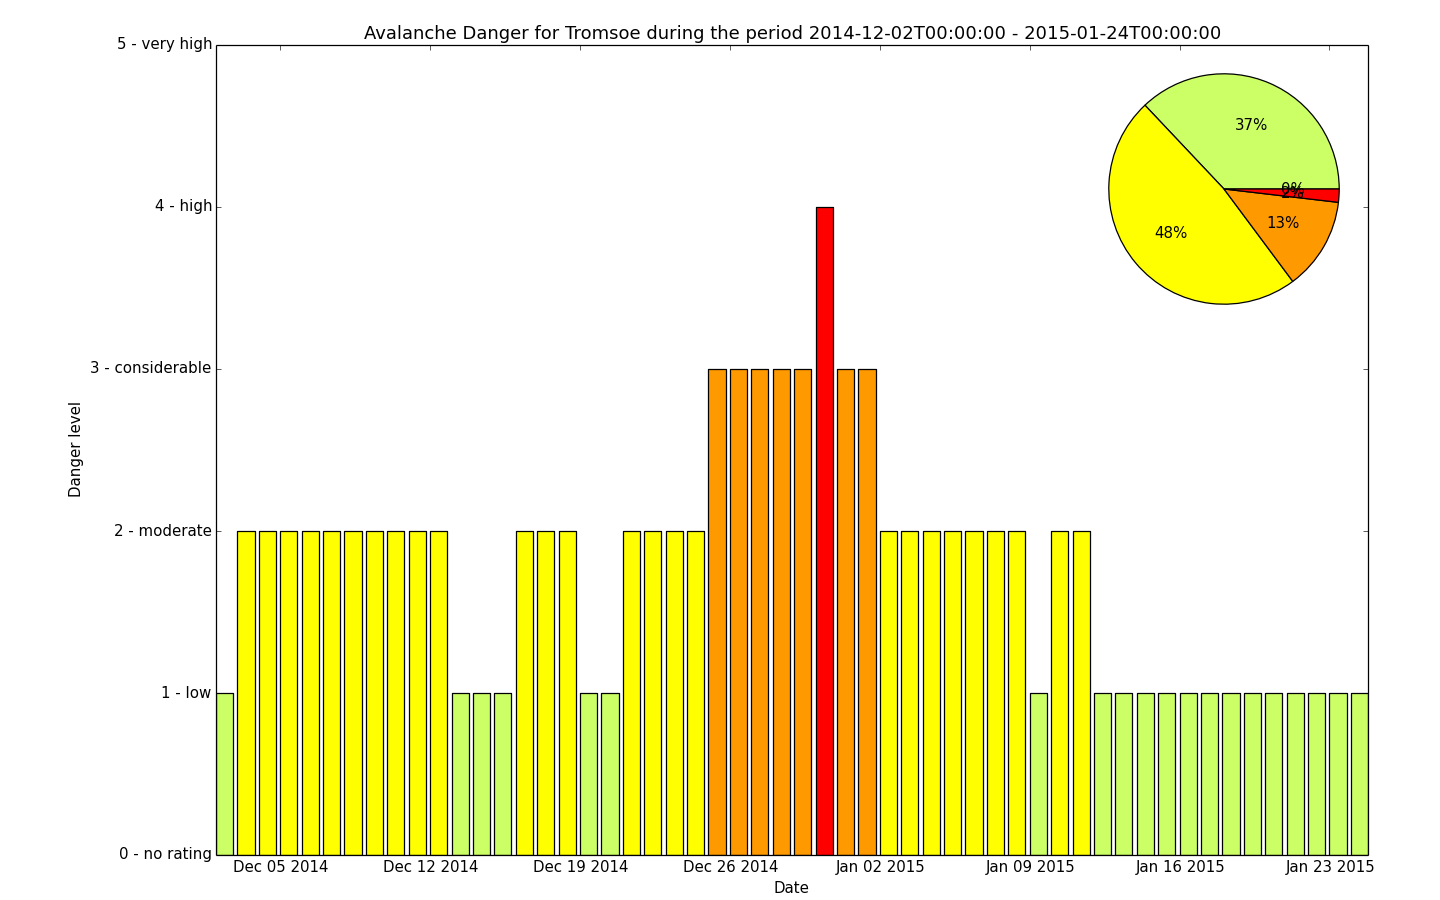 Avalanche Danger for Tromsoe during the period 2014-12-02T00:00:00 - 2015-01-24T00:00:00
5 - very high
4 - high
3 - considerable
2 - moderate
1 - low
0 - no rating
Danger level
37%
48%
13%
2%
0%
Dec 05 2014 Dec 12 2014 Dec 19 2014 Dec 26 2014 Jan 02 2015 Jan 09 2015 Jan 16 2015 Jan 23 2015
Date